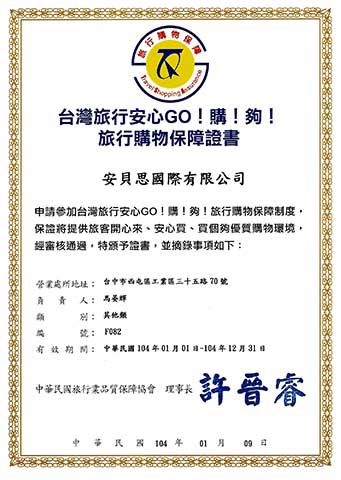 旅行購物保障
Travel Shopping Assurance
台灣旅行安心GO！購！夠！
旅行購物保障證書
安貝思國際有限公司
申請參加台灣旅行安心GO！購！夠！旅行購物保障制度，
保證將提供旅客開心來、安心買、買個夠優質購物環境，
經審核通過，特頒予證書，並摘錄事項如下：
營業處所地址： 台中市西屯區工業區三十五路70號
負責人： 馬晏輝
類別： 其他類
編號： F082
有效期間： 中華民國104年01月01日-104年12月31日
中華民國旅行業品質保障協會 理事長 許晉睿
中華民國 104 年 01 月 09 日